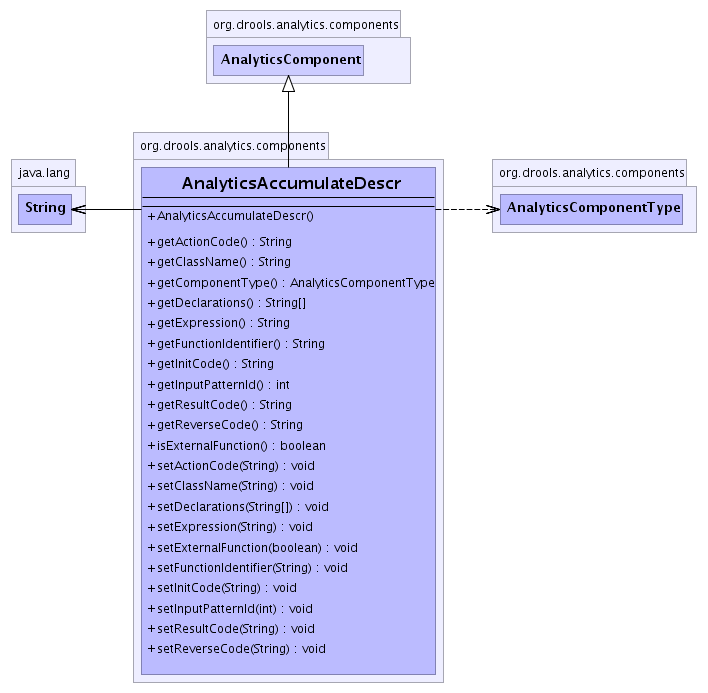 org.drools.analytics.components
AnalyticsComponent
org.drools.analytics.components
java.lang
String
AnalyticsAccumulateDescr
org.drools.analytics.components
AnalyticsComponentType
+ AnalyticsAccumulateDescr()
+ getActionCode() : String
+ getClassName() : String
+ getComponentType() : AnalyticsComponentType
+ getDeclarations() : String[]
+ getExpression() : String
+ getFunctionIdentifier() : String
+ getInitCode() : String
+ getInputPatternId() : int
+ getResultCode() : String
+ getReverseCode() : String
+ isExternalFunction() : boolean
+ setActionCode(String) : void
+ setClassName(String) : void
+ setDeclarations(String[]) : void
+ setExpression(String) : void
+ setExternalFunction(boolean) : void
+ setFunctionIdentifier(String) : void
+ setInitCode(String) : void
+ setInputPatternId(int) : void
+ setResultCode(String) : void
+ setReverseCode(String) : void